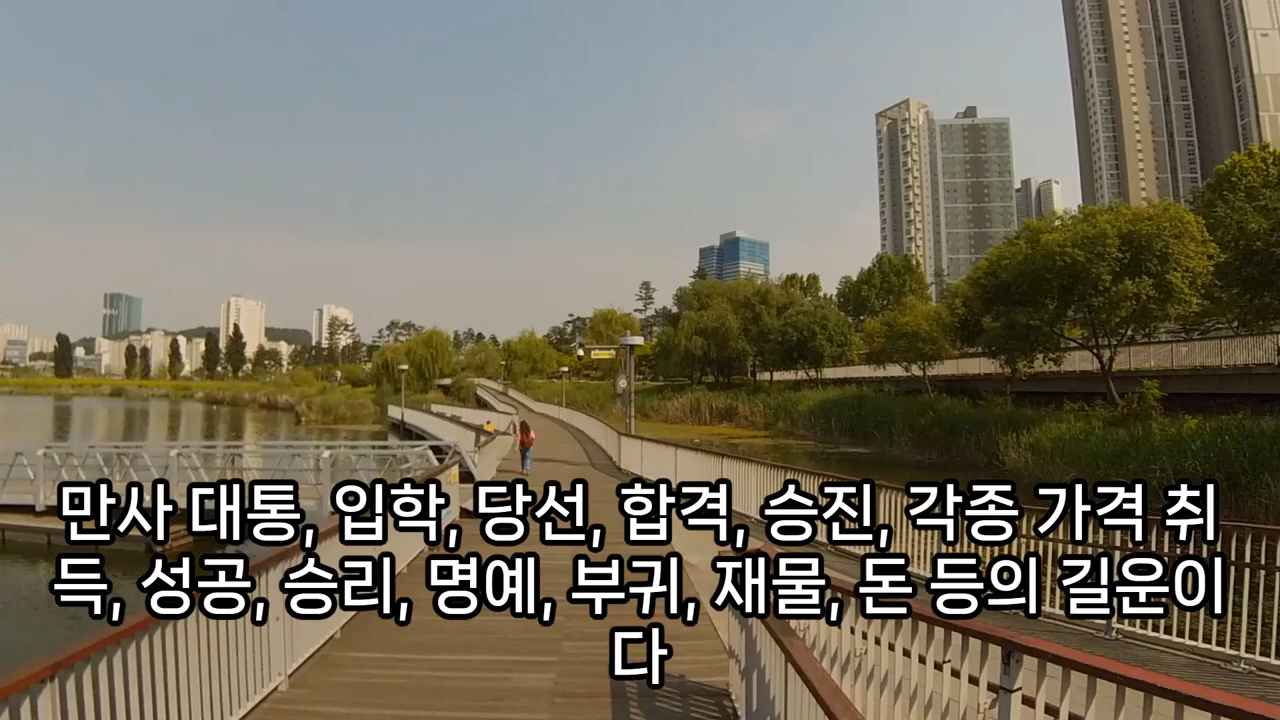 만사 대통, 입학, 당선, 합격, 승진, 각종 가격 취
득, 성공, 승리, 명예, 부귀, 재물, 돈 등의 길운이
다